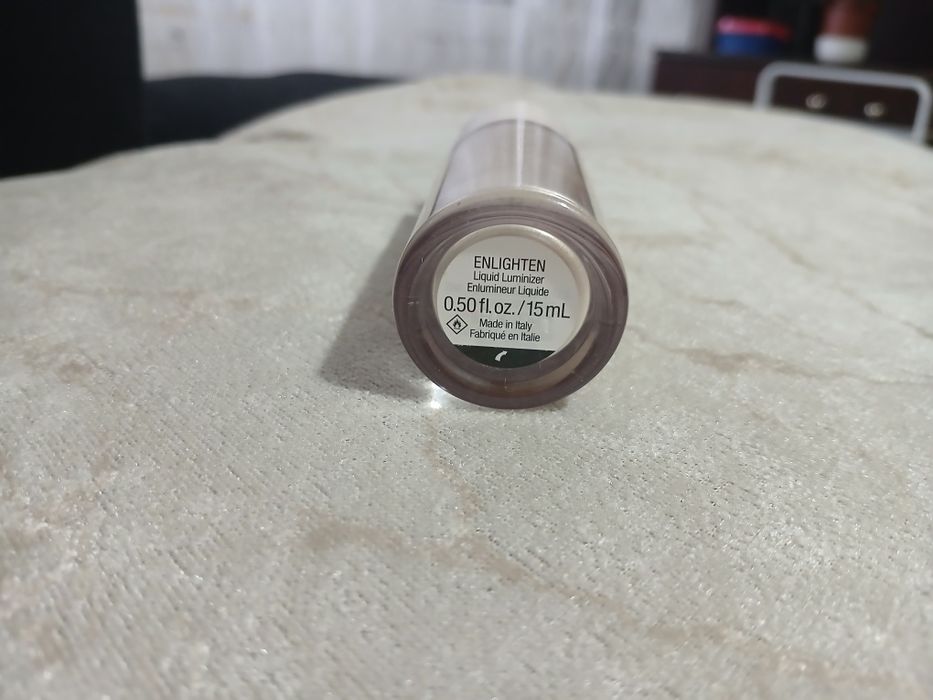 ENLIGHTEN
Liquid Luminizer
Enlumineur Liquide
0.50 fl. oz. / 15 mL
Made in Italy
Fabriqué en Italie